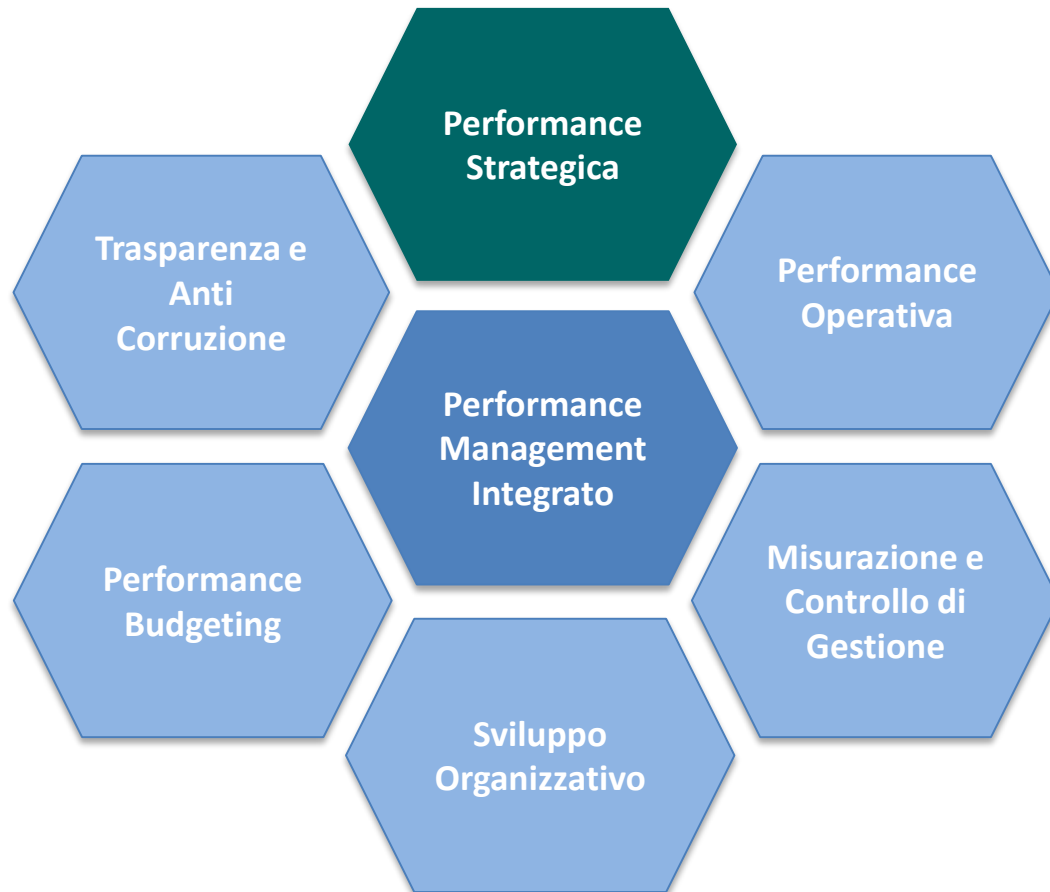 Performance
Strategica
Trasparenza e
Anti
Corruzione
Performance
Operativa
Performance
Management
Integrato
Performance
Budgeting
Misurazione e
Controllo di
Gestione
Sviluppo
Organizzativo